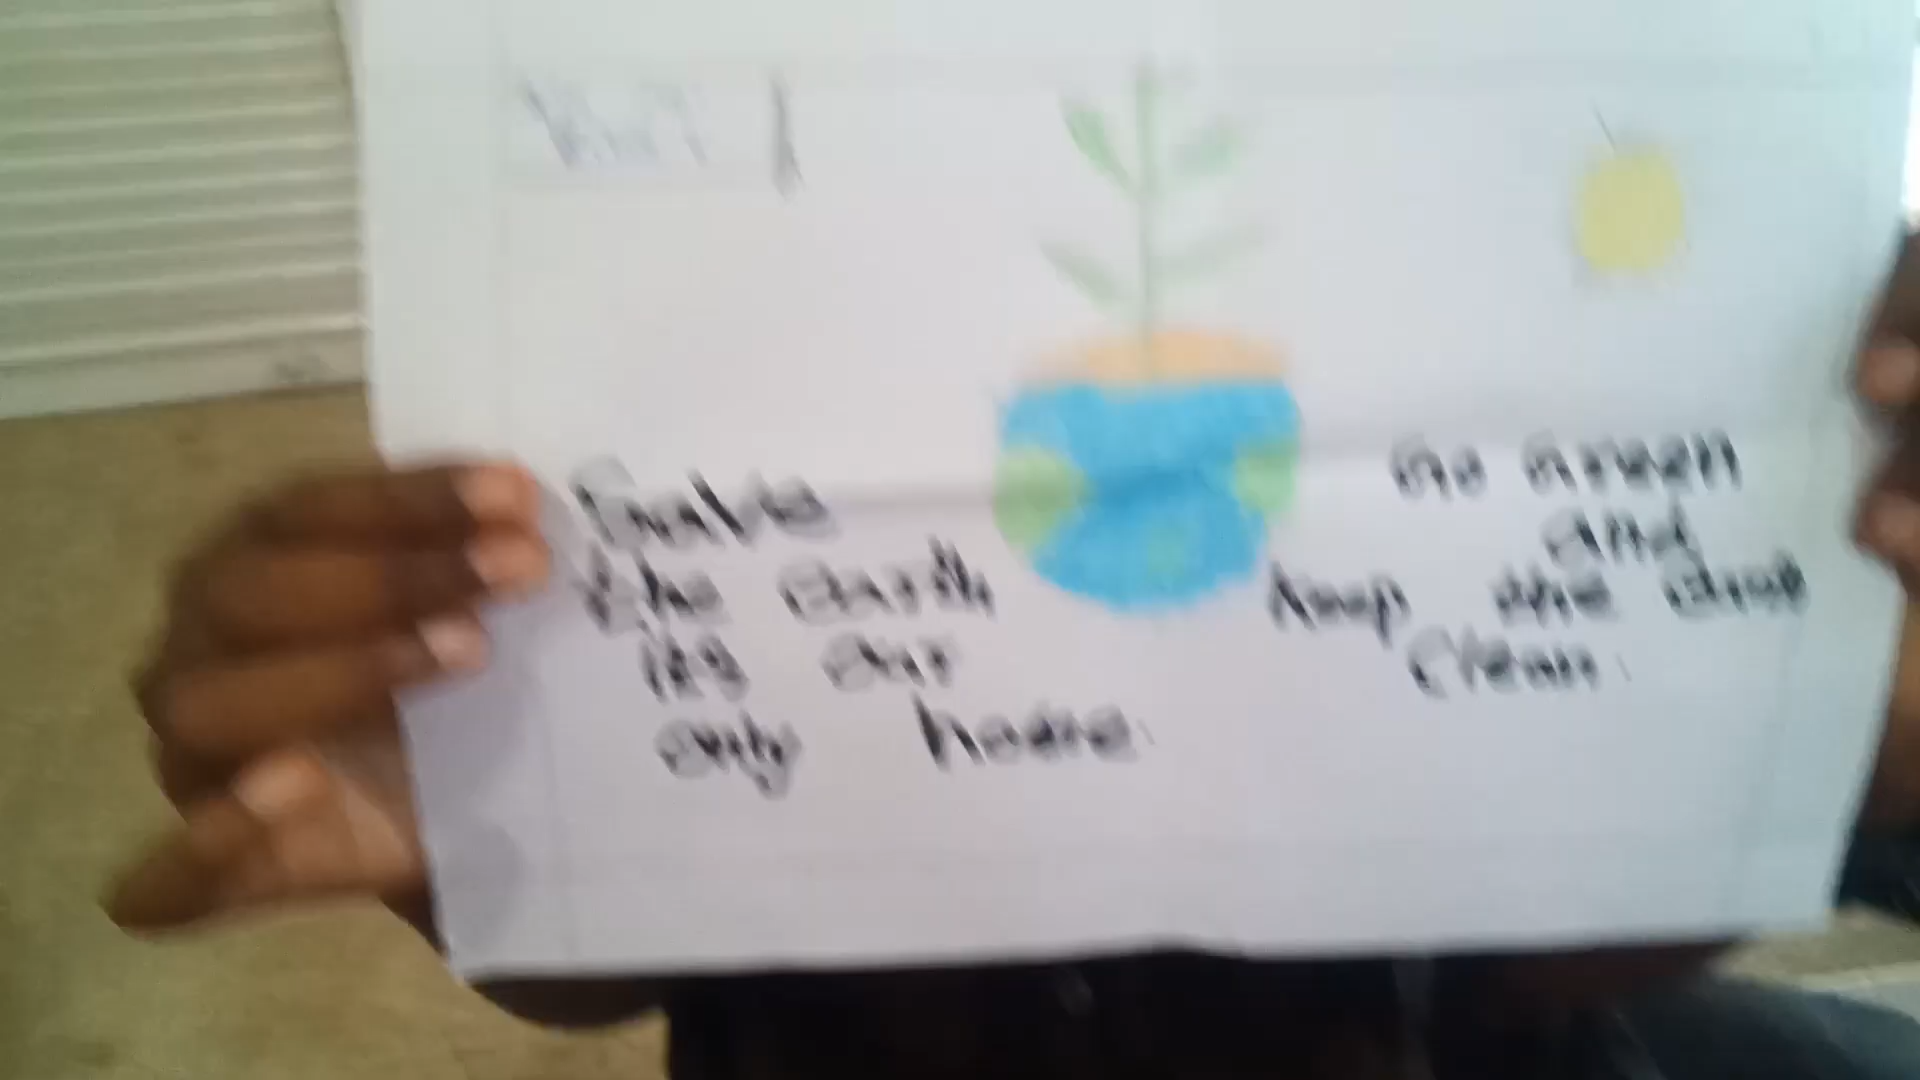 Save
the Earth
its our
only home.
Go Green
and
keep the
clean.